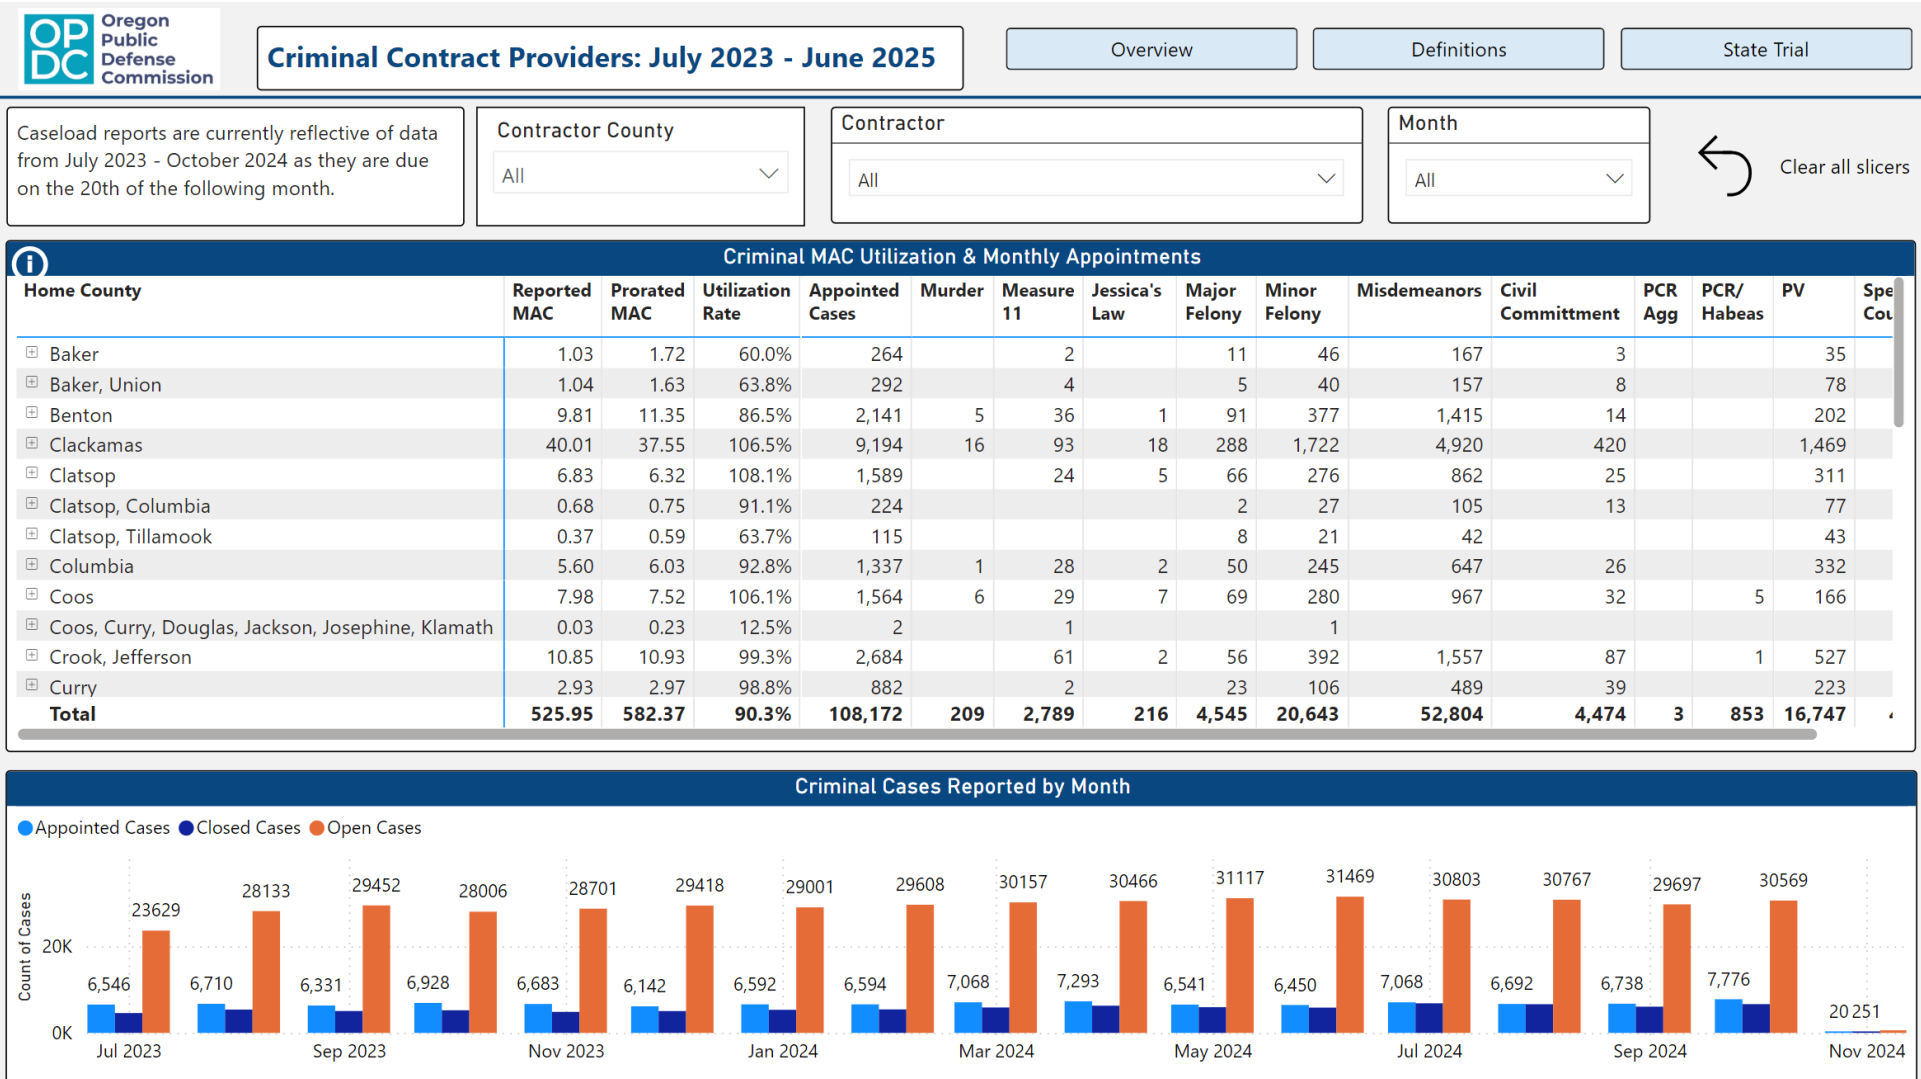 OP
DC
Oregon
Public
Defense
Commission
Criminal Contract Providers: July 2023 - June 2025
Overview
Definitions
State Trial
Caseload reports are currently reflective of data
from July 2023 - October 2024 as they are due
on the 20th of the following month.
Contractor County
All
Contractor
All
Month
All
Clear all slicers
Criminal MAC Utilization & Monthly Appointments
Home County Reported MAC Prorated MAC Utilization Rate Appointed Cases Murder Measure 11 Jessica's Law Major Felony Minor Felony Misdemeanors Civil Committment PCR Agg PCR/ Habeas PV Spe Cou
Baker 1.03 1.72 60.0% 264 2 11 46 167 3 35
Baker, Union 1.04 1.63 63.8% 292 4 5 40 157 8 78
Benton 9.81 11.35 86.5% 2,141 5 36 1 91 377 1,415 14 202
Clackamas 40.01 37.55 106.5% 9,194 16 93 18 288 1,722 4,920 420 1,469
Clatsop 6.83 6.32 108.1% 1,589 24 5 66 276 862 25 311
Clatsop, Columbia 0.68 0.75 91.1% 224 2 27 105 13 77
Clatsop, Tillamook 0.37 0.59 63.7% 115 8 21 42 43
Columbia 5.60 6.03 92.8% 1,337 1 28 2 50 245 647 26 332
Coos 7.98 7.52 106.1% 1,564 6 29 7 69 280 967 32 5 166
Coos, Curry, Douglas, Jackson, Josephine, Klamath 0.03 0.23 12.5% 2 1 1
Crook, Jefferson 10.85 10.93 99.3% 2,684 61 2 56 392 1,557 87 1 527
Curry 2.93 2.97 98.8% 882 2 23 106 489 39 223
Total 525.95 582.37 90.3% 108,172 209 2,789 216 4,545 20,643 52,804 4,474 3 853 16,747
Criminal Cases Reported by Month
Appointed Cases Closed Cases Open Cases
Count of Cases
20K
0K
23629 28133 29452 28006 28701 29418 29001 29608 30157 30466 31117 31469 30803 30767 29697 30569
6,546 6,710 6,331 6,928 6,683 6,142 6,592 6,594 7,068 7,293 6,541 6,450 7,068 6,692 6,738 7,776 20 251
Jul 2023 Sep 2023 Nov 2023 Jan 2024 Mar 2024 May 2024 Jul 2024 Sep 2024 Nov 2024